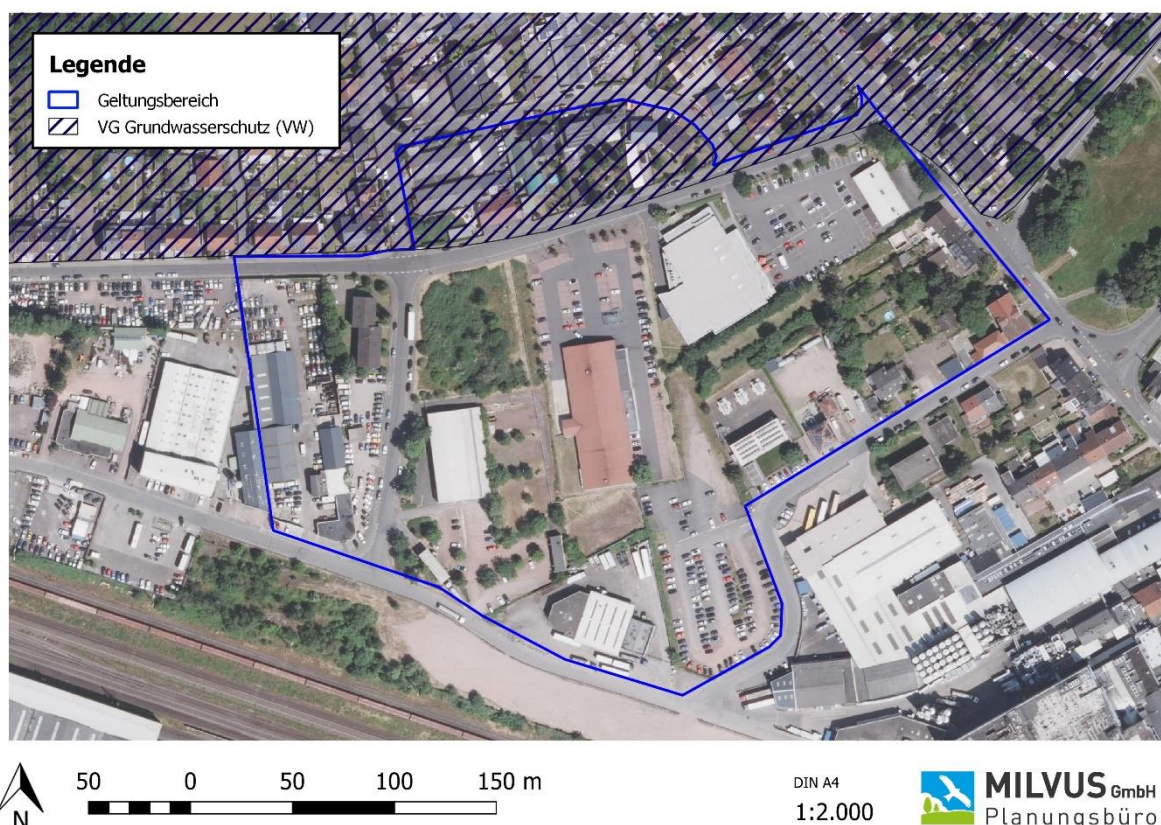 Legende
Geltungsbereich
VG Grundwasserschutz (VW)
50 0 50 100 150 m
N
DIN A4
1:2.000
MILVUS GmbH
Planungsbüro